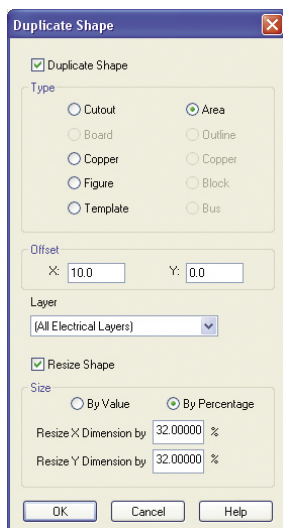 Duplicate Shape
Duplicate Shape
Type
Cutout Area
Board Outline
Copper Copper
Figure Block
Template Bus
Offset
X: 10.0 Y: 0.0
Layer
(All Electrical Layers)
Resize Shape
Size
By Value By Percentage
Resize X Dimension by 32.00000 %
Resize Y Dimension by 32.00000 %
OK Cancel Help